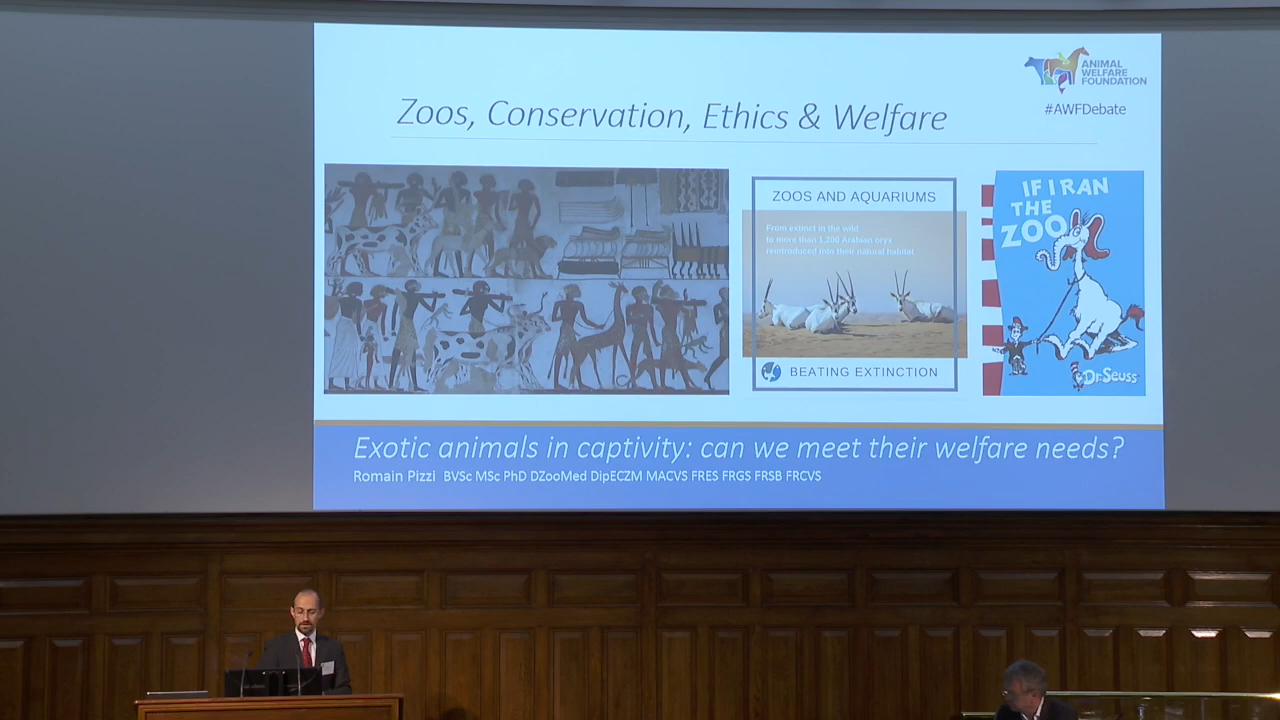 ANIMAL
WELFARE
FOUNDATION
#AWFDebate
Zoos, Conservation, Ethics & Welfare
ZOOS AND AQUARIUMS
From extinct in the wild
to more than 1,200 Arabian oryx
reintroduced into their natural habitat
BEATING EXTINCTION
IF I RAN
THE
ZOO
Dr. Seuss
Exotic animals in captivity: can we meet their welfare needs?
Romain Pizzi BVSc MSc PhD DZooMed DipECZM MACVS FRES FRGS FRSB FRCVS